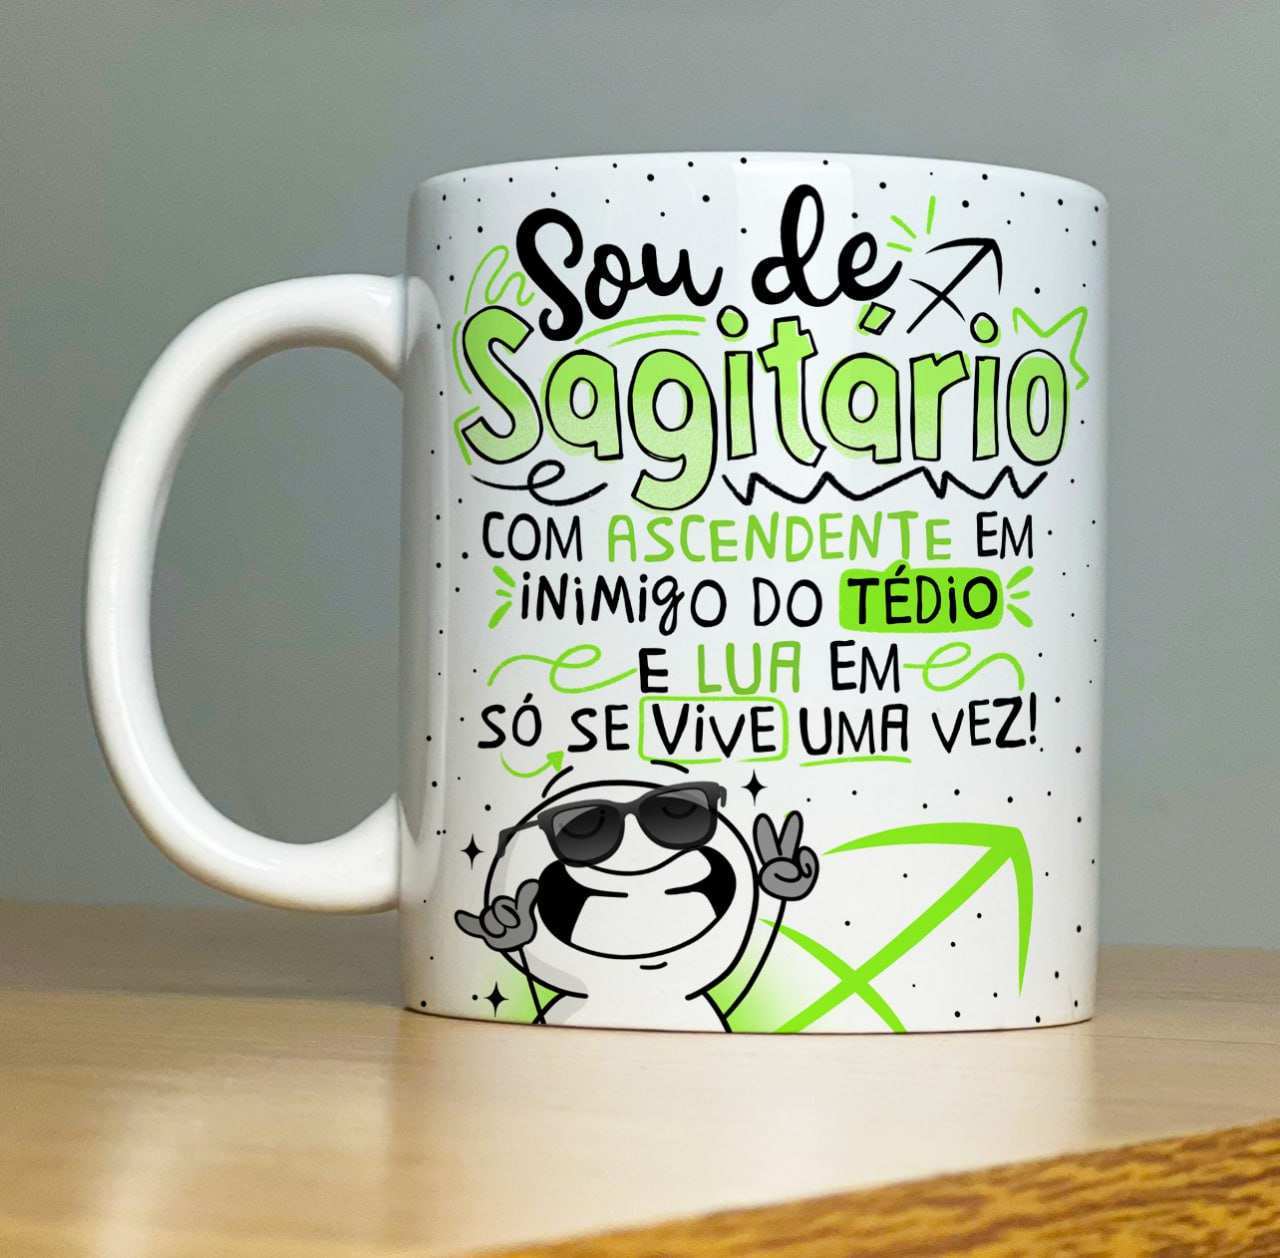 Sou de
Sagitário
COM ASCENDENTE EM
INIMIGO DO TÉDIO
E LUA EM
SÓ SE VIVE UMA VEZ!